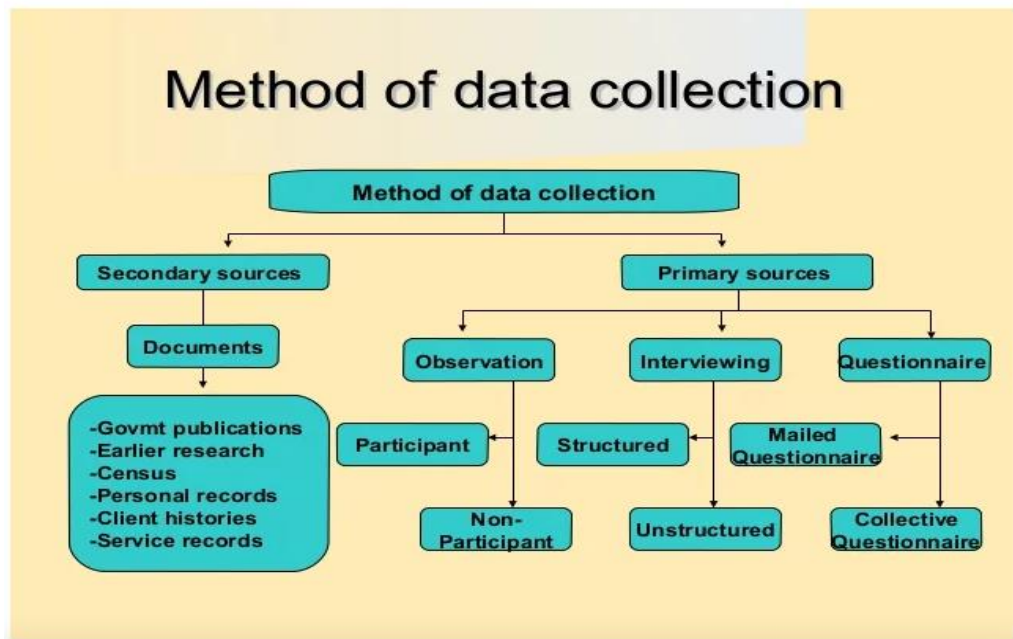 Method of data collection
Method of data collection
Secondary sources
Primary sources
Documents
Observation
Interviewing
Questionnaire
-Govmt publications
-Earlier research
-Census
-Personal records
-Client histories
-Service records
Participant
Structured
Mailed
Questionnaire
Non-
Participant
Unstructured
Collective
Questionnaire